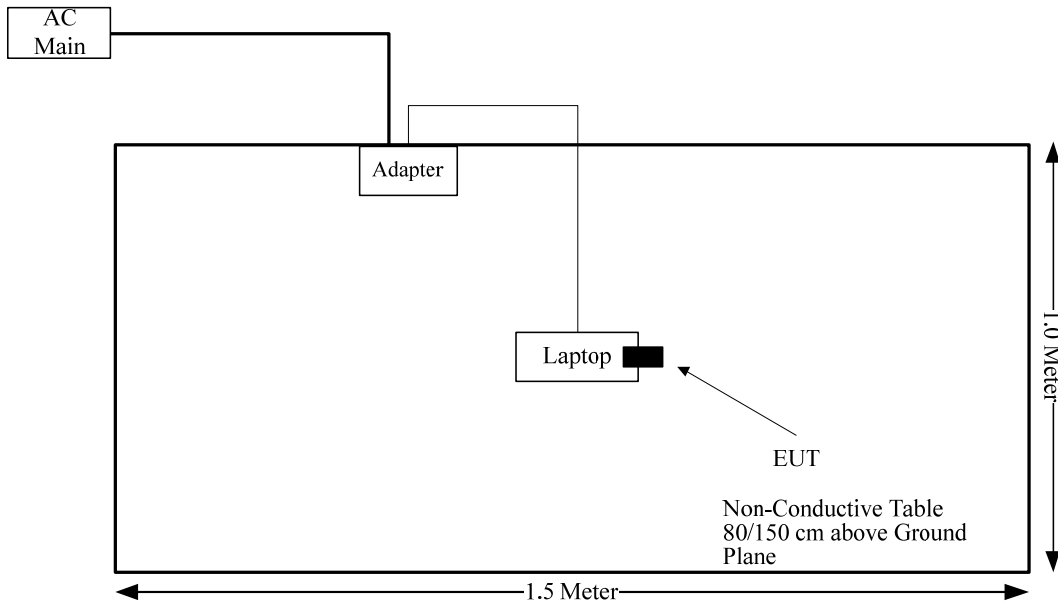 AC
Main
Adapter
Laptop
EUT
Non-Conductive Table
80/150 cm above Ground
Plane
1.0 Meter
1.5 Meter